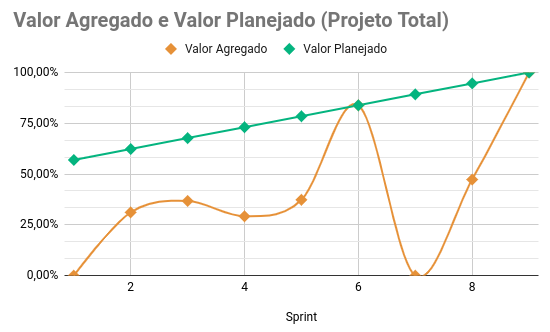 Valor Agregado e Valor Planejado (Projeto Total)
Valor Agregado Valor Planejado
100,00%
75,00%
50,00%
25,00%
0,00%
2 4 6 8
Sprint